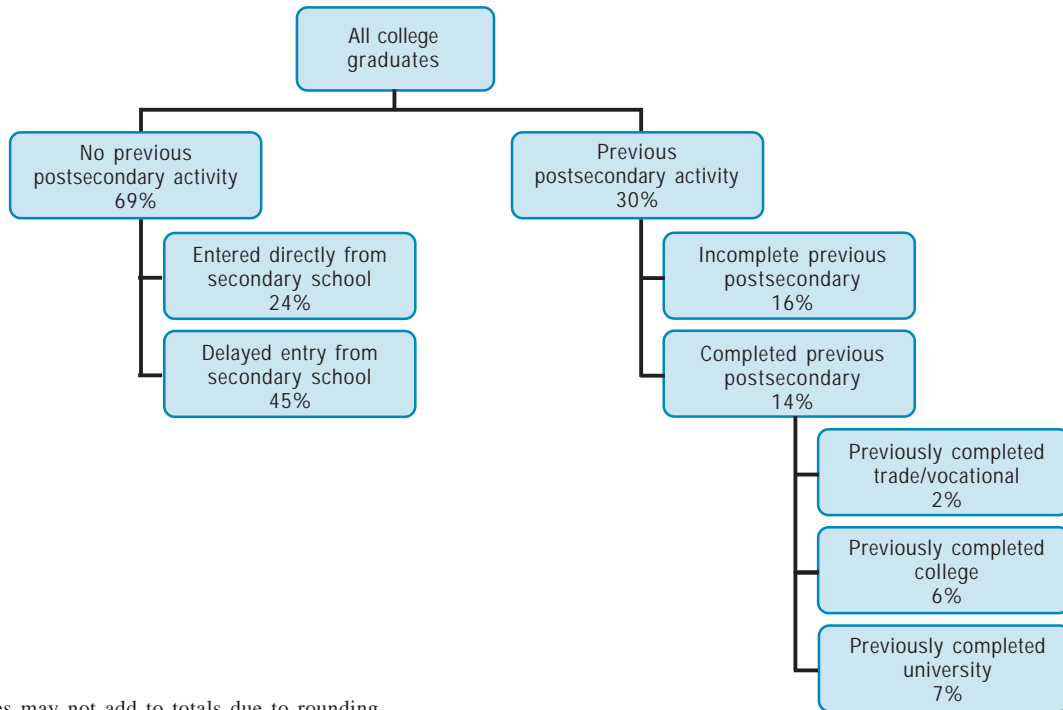 All college
graduates
No previous
postsecondary activity
69%
Previous
postsecondary activity
30%
Entered directly from
secondary school
24%
Delayed entry from
secondary school
45%
Incomplete previous
postsecondary
16%
Completed previous
postsecondary
14%
Previously completed
trade/vocational
2%
Previously completed
college
6%
Previously completed
university
7%
may not add to totals due to rounding